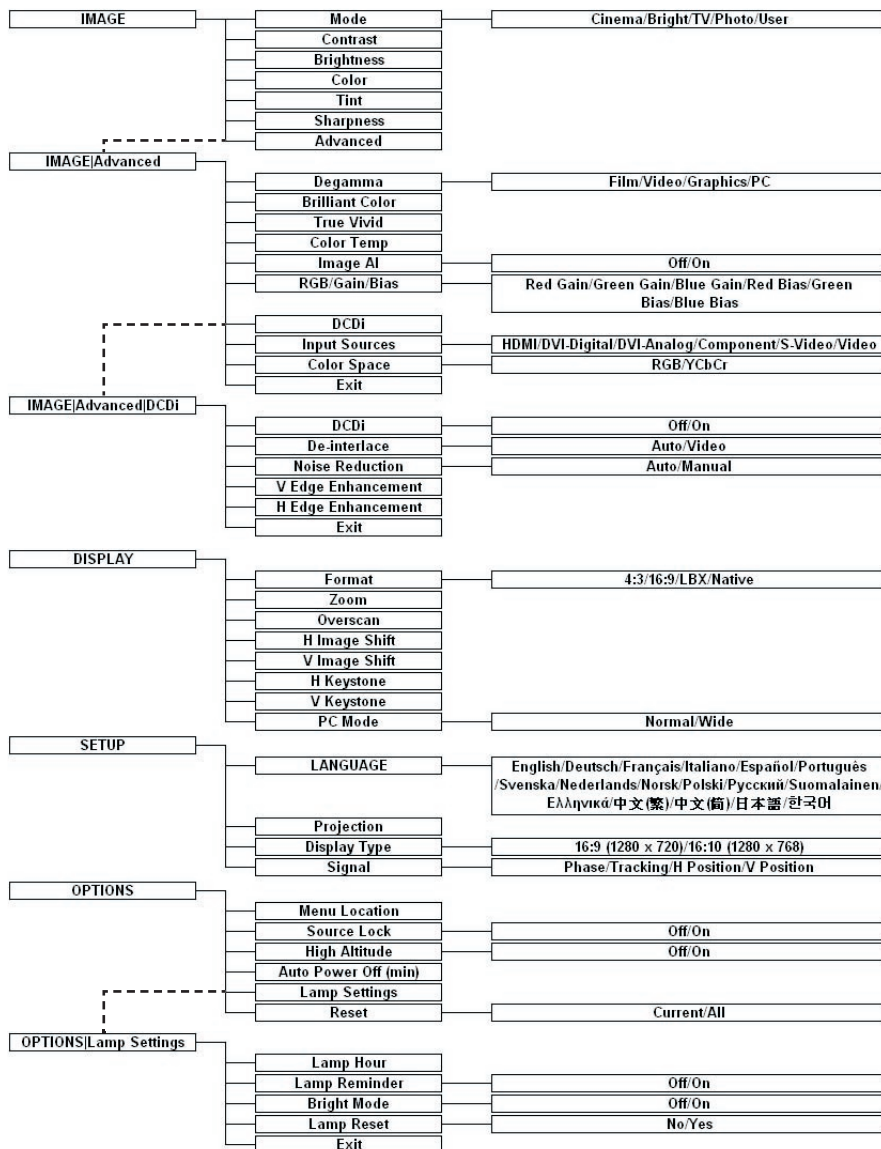 IMAGE
Mode
Cinema/Bright/TV/Photo/User
Contrast
Brightness
Color
Tint
Sharpness
Advanced
IMAGE|Advanced
Degamma
Film/Video/Graphics/PC
Brilliant Color
True Vivid
Color Temp
Image AI
Off/On
RGB/Gain/Bias
Red Gain/Green Gain/Blue Gain/Red Bias/Green
Bias/Blue Bias
DCDi
Input Sources
HDMI/DVI-Digital/DVI-Analog/Component/S-Video/Video
Color Space
RGB/YCbCr
Exit
IMAGE|Advanced|DCDi
DCDi
Off/On
De-interlace
Auto/Video
Noise Reduction
Auto/Manual
V Edge Enhancement
H Edge Enhancement
Exit
DISPLAY
Format
4:3/16:9/LBX/Native
Zoom
Overscan
H Image Shift
V Image Shift
H Keystone
V Keystone
PC Mode
Normal/Wide
SETUP
LANGUAGE
English/Deutsch/Français/Italiano/Español/Português
/Svenska/Nederlands/Norsk/Polski/Русский/Suomalainen/
Ελληνικά/中文(繁)/中文(简)/日本語/한국어
Projection
Display Type
16:9 (1280 x 720)/16:10 (1280 x 768)
Signal
Phase/Tracking/H Position/V Position
OPTIONS
Menu Location
Source Lock
Off/On
High Altitude
Off/On
Auto Power Off (min)
Lamp Settings
Reset
Current/All
OPTIONS|Lamp Settings
Lamp Hour
Lamp Reminder
Off/On
Bright Mode
Off/On
Lamp Reset
No/Yes
Exit